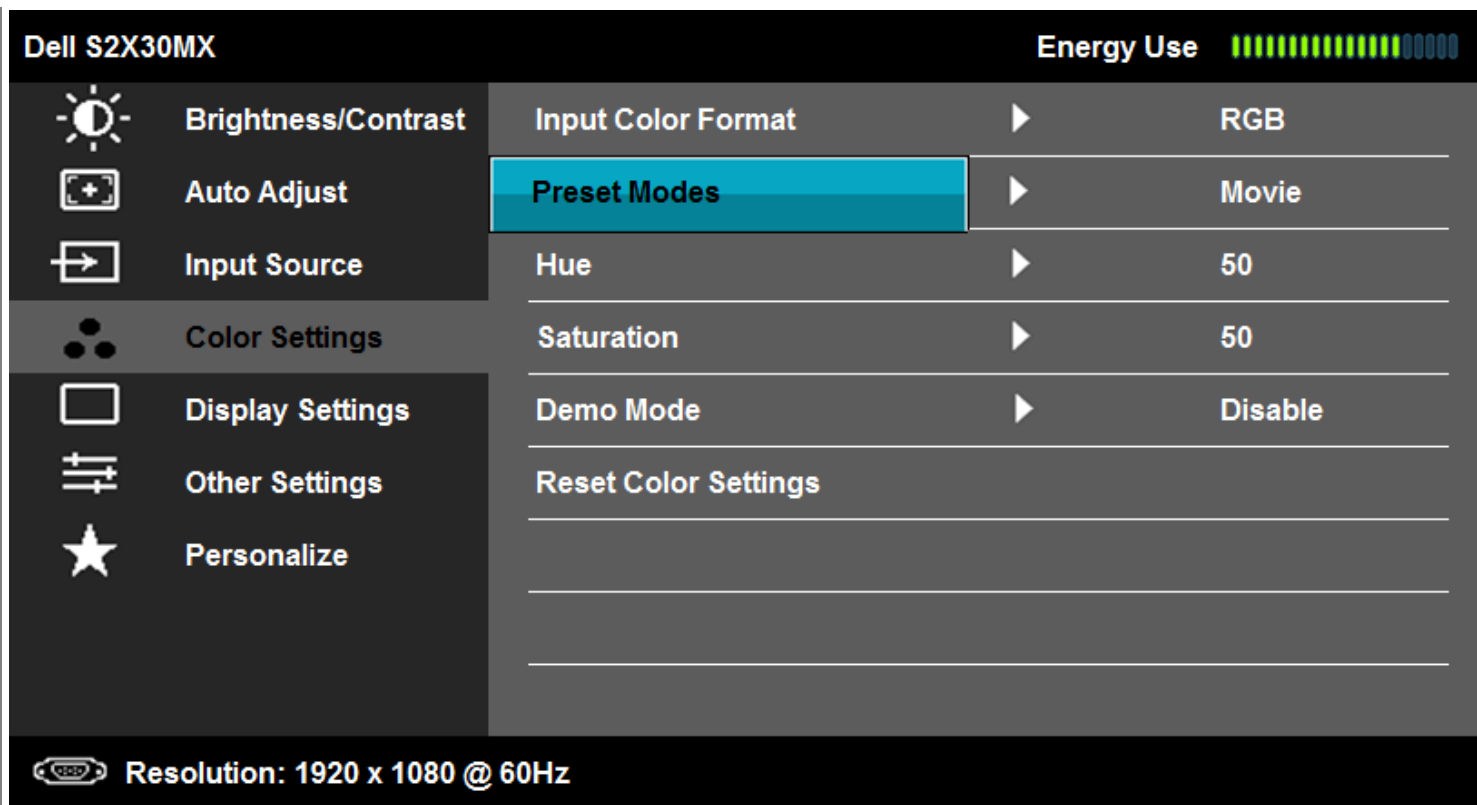 Dell S2X30MX Energy Use
Brightness/Contrast Input Color Format RGB
Auto Adjust Preset Modes Movie
Input Source Hue 50
Color Settings Saturation 50
Display Settings Demo Mode Disable
Other Settings Reset Color Settings
Personalize
Resolution: 1920 x 1080 @ 60Hz